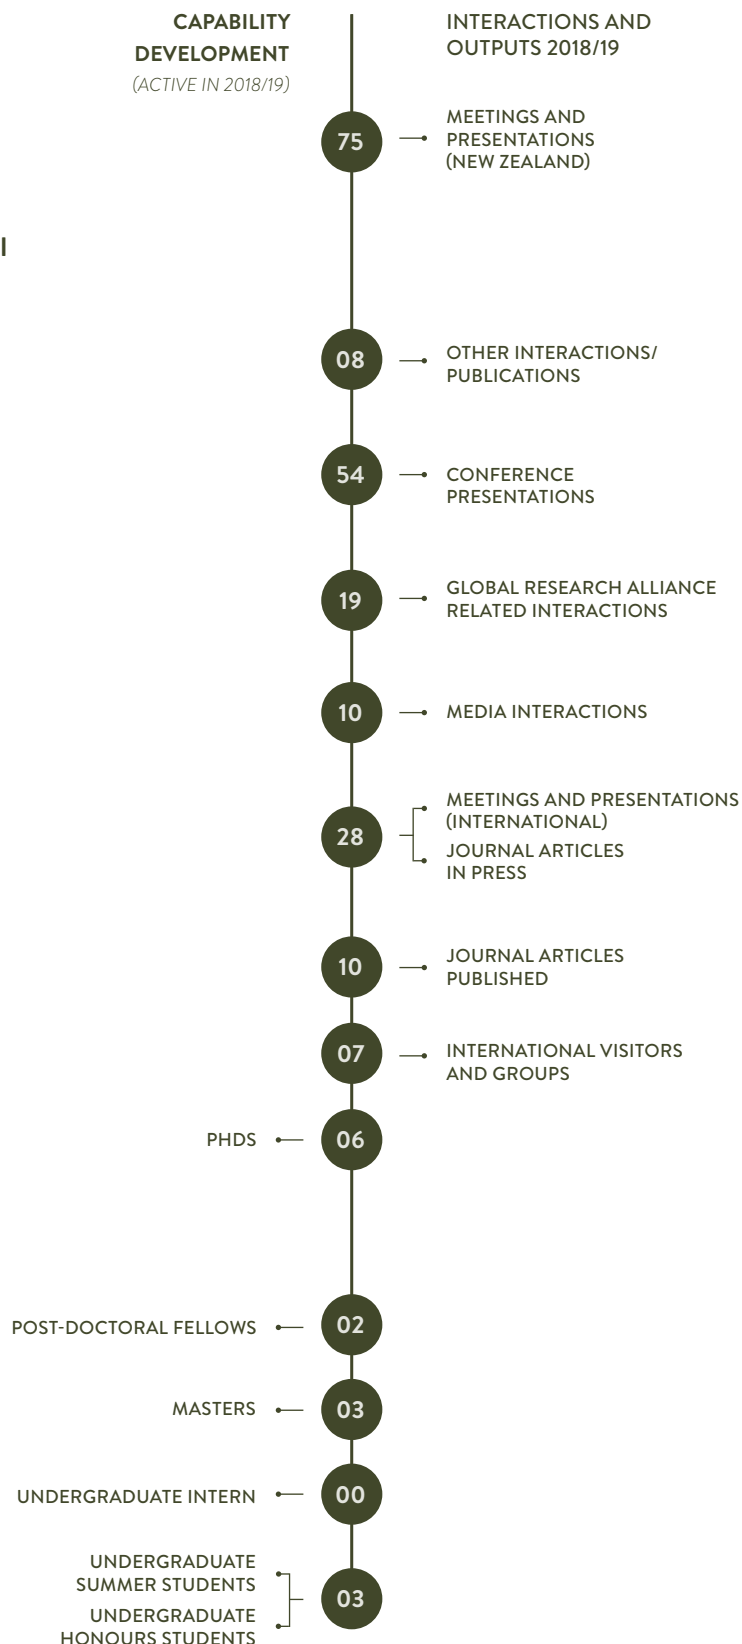 CAPABILITY
DEVELOPMENT
(ACTIVE IN 2018/19)
INTERACTIONS AND
OUTPUTS 2018/19
75
MEETINGS AND
PRESENTATIONS
(NEW ZEALAND)
08
OTHER INTERACTIONS/
PUBLICATIONS
54
CONFERENCE
PRESENTATIONS
19
GLOBAL RESEARCH ALLIANCE
RELATED INTERACTIONS
10
MEDIA INTERACTIONS
28
MEETINGS AND PRESENTATIONS
(INTERNATIONAL)
JOURNAL ARTICLES
IN PRESS
10
JOURNAL ARTICLES
PUBLISHED
07
INTERNATIONAL VISITORS
AND GROUPS
PHDS
06
POST-DOCTORAL FELLOWS
02
MASTERS
03
UNDERGRADUATE INTERN
00
UNDERGRADUATE
SUMMER STUDENTS
UNDERGRADUATE
HONOURS STUDENTS
03